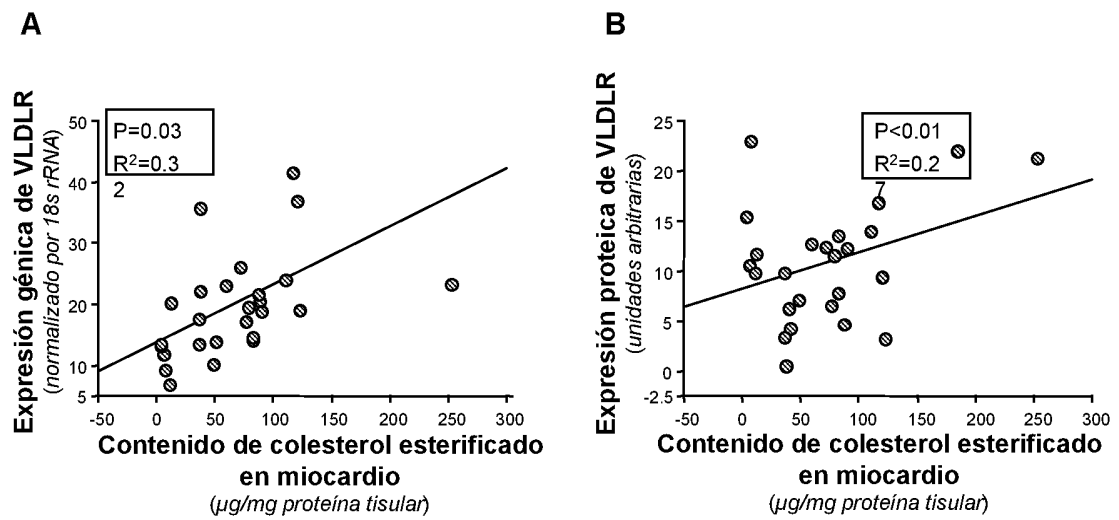 A
Expresión génica de VLDLR
(normalizado por 18s rRNA)
P=0.03
R²=0.3
2
50
40
30
20
10
5
-50 0 50 100 150 200 250 300
Contenido de colesterol esterificado
en miocardio
(µg/mg proteína tisular)
B
Expresión proteica de VLDLR
(unidades arbitrarias)
P<0.01
R²=0.2
7
25
20
15
10
5
0
-2.5
-50 0 50 100 150 200 250 300
Contenido de colesterol esterificado
en miocardio
(µg/mg proteína tisular)